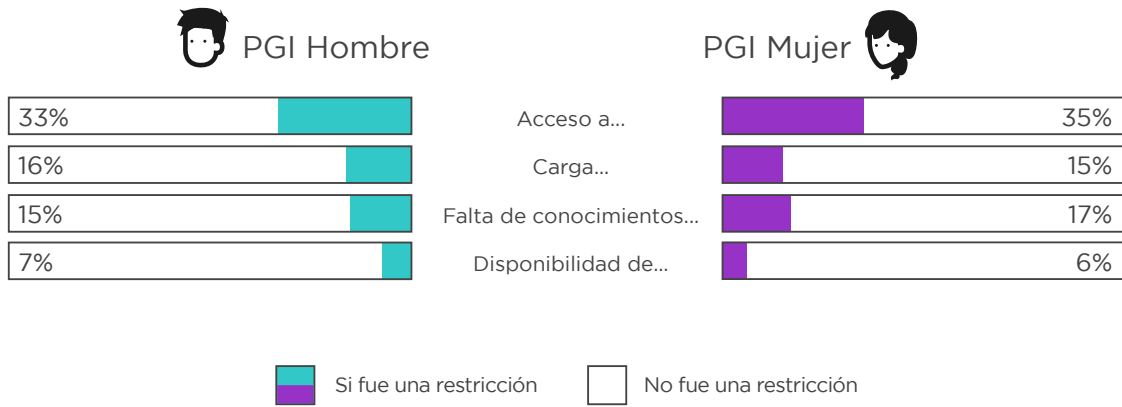 PGI Hombre PGI Mujer
33% Acceso a... 35%
16% Carga... 15%
15% Falta de conocimientos... 17%
7% Disponibilidad de... 6%
Si fue una restricción No fue una restricción